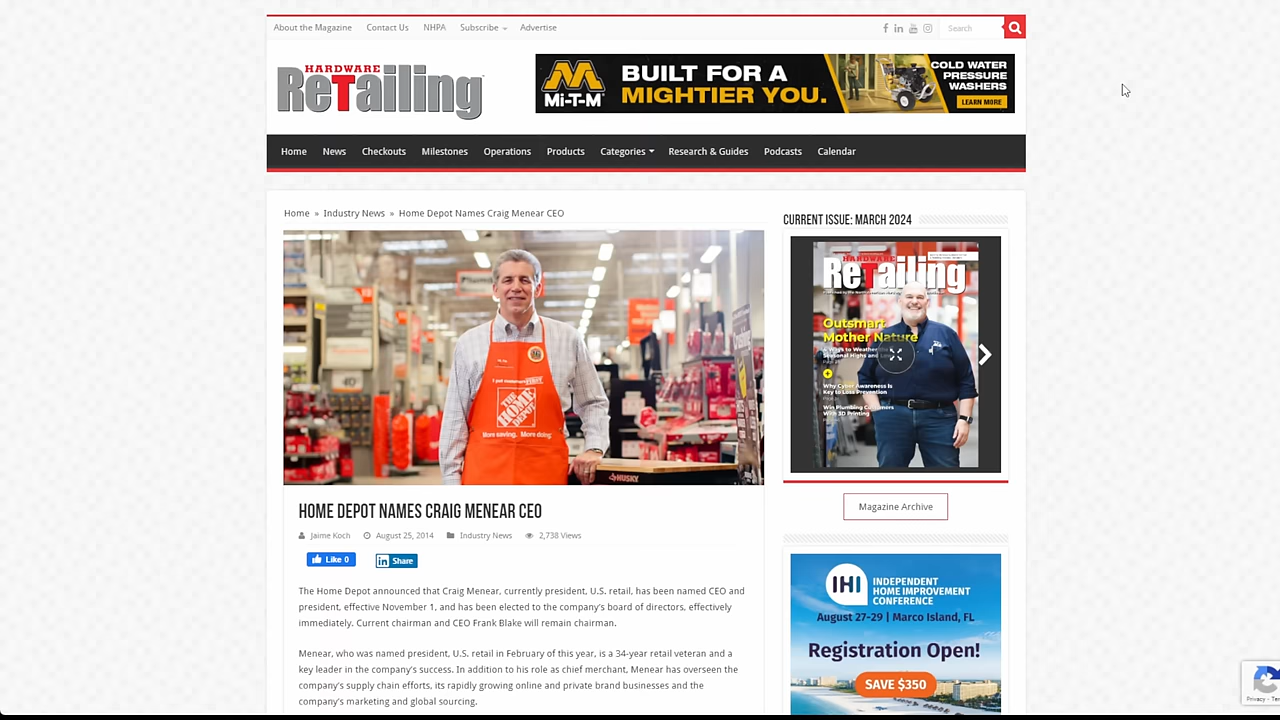 About the Magazine Contact Us NHPA Subscribe Advertise Search
HARDWARE
ReTailing
Mi-T-M
BUILT FOR A
MIGHTIER YOU.
COLD WATER
PRESSURE
WASHERS
LEARN MORE
Home News Checkouts Milestones Operations Products Categories Research & Guides Podcasts Calendar
Home » Industry News » Home Depot Names Craig Menear CEO
THE
HOME
DEPOT
More saving. More doing.
HUSKY
HOME DEPOT NAMES CRAIG MENEAR CEO
Jaime Koch August 25, 2014 Industry News 2,738 Views
Like 0 Share
The Home Depot announced that Craig Menear, currently president, U.S. retail, has been named CEO and
president, effective November 1, and has been elected to the company's board of directors, effectively
immediately. Current chairman and CEO Frank Blake will remain chairman.
Menear, who was named president, U.S. retail in February of this year, is a 34-year retail veteran and a
key leader in the company's success. In addition to his role as chief merchant, Menear has overseen the
company's supply chain efforts, its rapidly growing online and private brand businesses and the
company's marketing and global sourcing.
CURRENT ISSUE: MARCH 2024
HARDWARE
ReTailing
Outsmart
Mother Nature
Why Cyber Awareness Is
Key to Loss Prevention
Win Plumbing Customers
With 3D Printing
Magazine Archive
IHI
INDEPENDENT
HOME IMPROVEMENT
CONFERENCE
August 27-29 | Marco Island, FL
Registration Open!
SAVE $350
Privacy